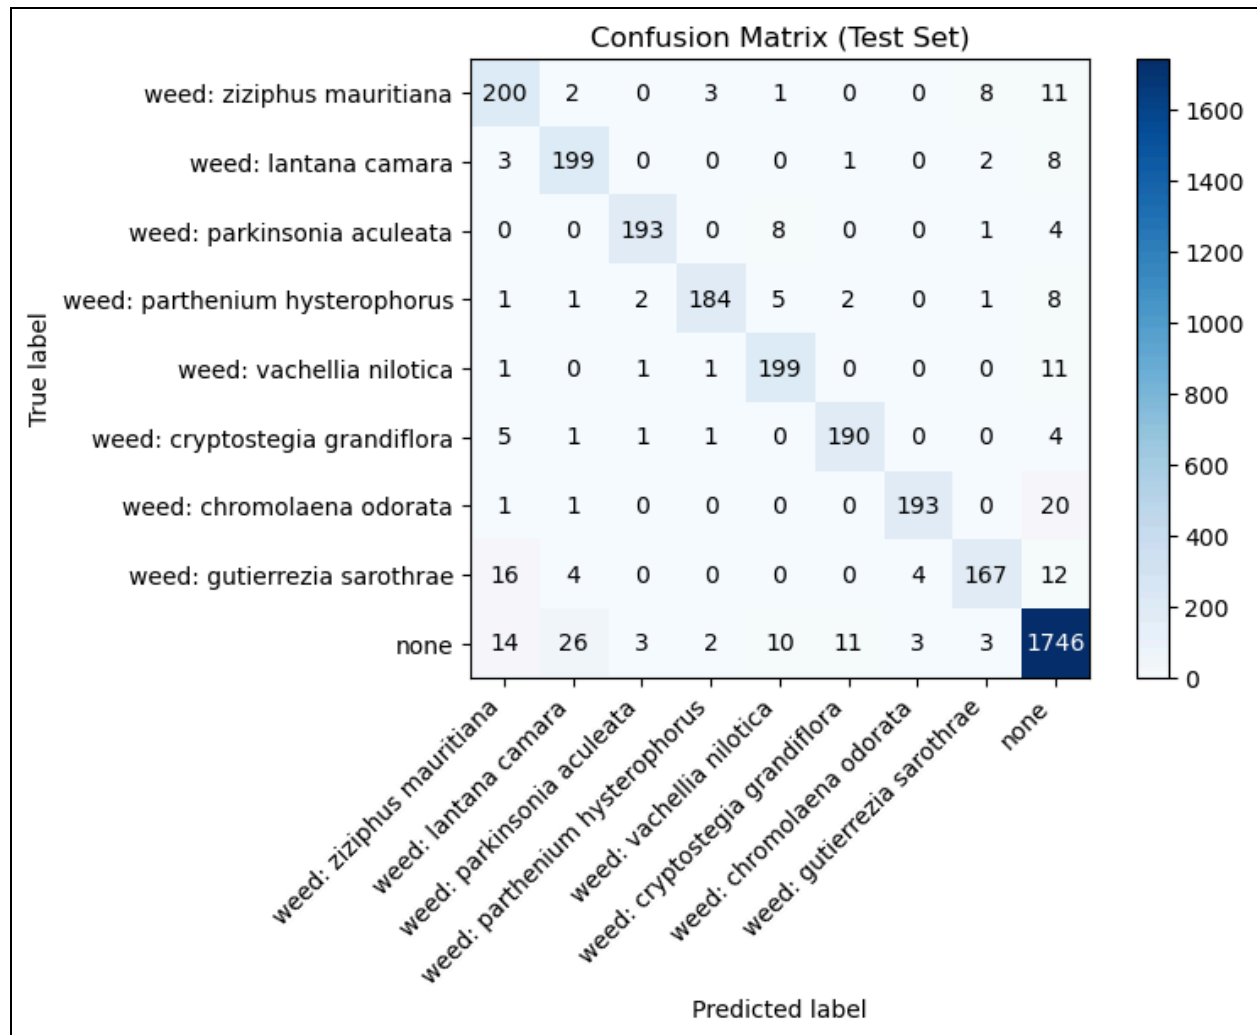 Confusion Matrix (Test Set)
weed: ziziphus mauritiana 200 2 0 3 1 0 0 8 11
weed: lantana camara 3 199 0 0 0 1 0 2 8
weed: parkinsonia aculeata 0 0 193 0 8 0 0 1 4
weed: parthenium hysterophorus 1 1 2 184 5 2 0 1 8
weed: vachellia nilotica 1 0 1 1 199 0 0 0 11
weed: cryptostegia grandiflora 5 1 1 1 0 190 0 0 4
weed: chromolaena odorata 1 1 0 0 0 0 193 0 20
weed: gutierrezia sarothrae 16 4 0 0 0 0 4 167 12
none 14 26 3 2 10 11 3 3 1746
True label
weed: ziziphus mauritiana
weed: lantana camara
weed: parkinsonia aculeata
weed: parthenium hysterophorus
weed: vachellia nilotica
weed: cryptostegia grandiflora
weed: chromolaena odorata
weed: gutierrezia sarothrae
none
Predicted label
1600
1400
1200
1000
800
600
400
200
0